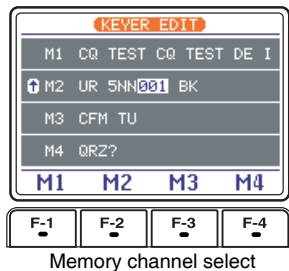 KEYER EDIT
M1 CQ TEST CQ TEST DE I
↑ M2 UR 5NN001 BK
M3 CFM TU
M4 QRZ?
M1 M2 M3 M4
F-1 F-2 F-3 F-4
Memory channel select